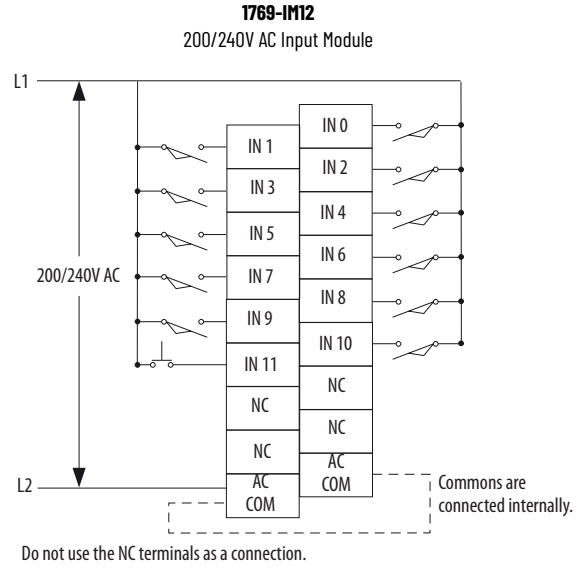 1769-IM12
200/240V AC Input Module
L1
IN 0
IN 1
IN 2
IN 3
IN 4
IN 5
IN 6
200/240V AC
IN 7
IN 8
IN 9
IN 10
IN 11
NC
NC
NC
NC
AC
COM
L2
AC
COM
Commons are
connected internally.
Do not use the NC terminals as a connection.